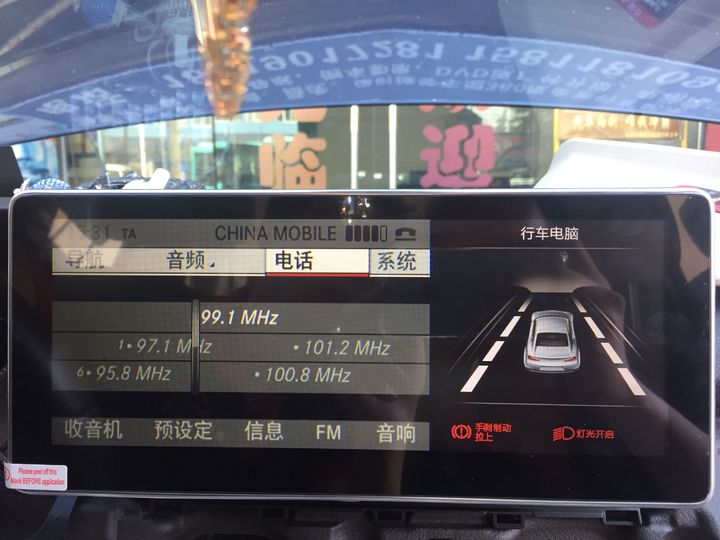 临 迎
:31 TA CHINA MOBILE
行车电脑
导航 音频 电话 系统
99.1 MHz
1 97.1 MHz 101.2 MHz
6 95.8 MHz 100.8 MHz
收音机 预设定 信息 FM 音响
手刹制动
拉上
灯光开启
Please peel off this
Mask BEFORE application